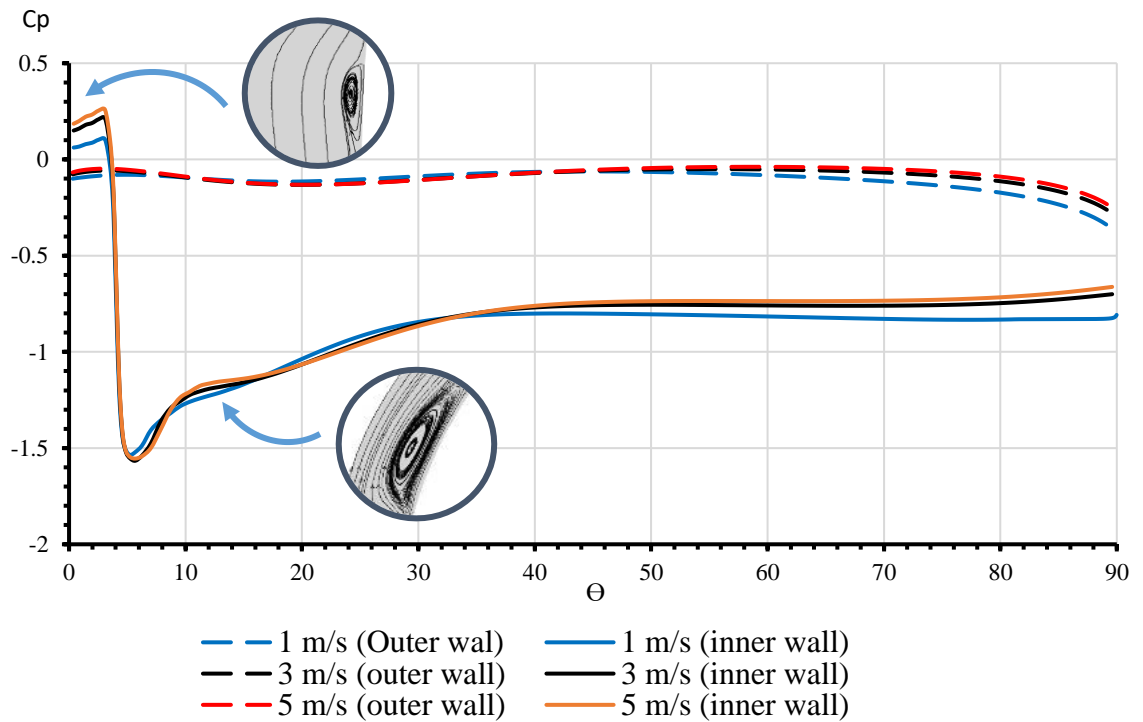 Cp
0.5
0
-0.5
-1
-1.5
-2
0 10 20 30 40 50 60 70 80 90
Θ
1 m/s (Outer wal) 1 m/s (inner wall)
3 m/s (outer wall) 3 m/s (inner wall)
5 m/s (outer wall) 5 m/s (inner wall)